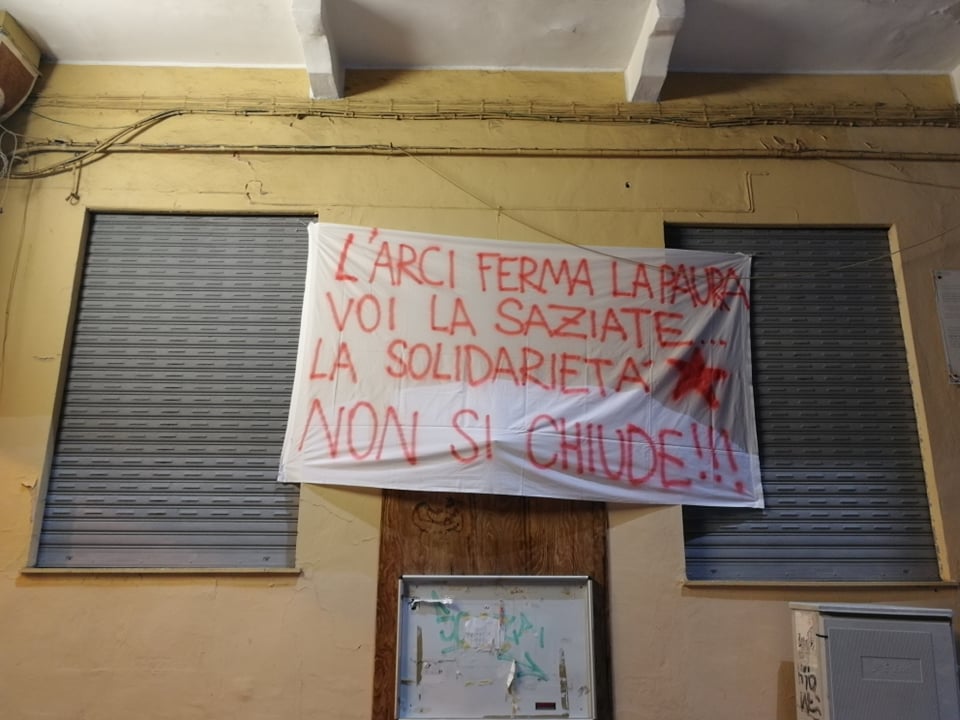 L'ARCI FERMA LA PAURA
VOI LA SAZIATE...
LA SOLIDARIETA'
NON SI CHIUDE!!!